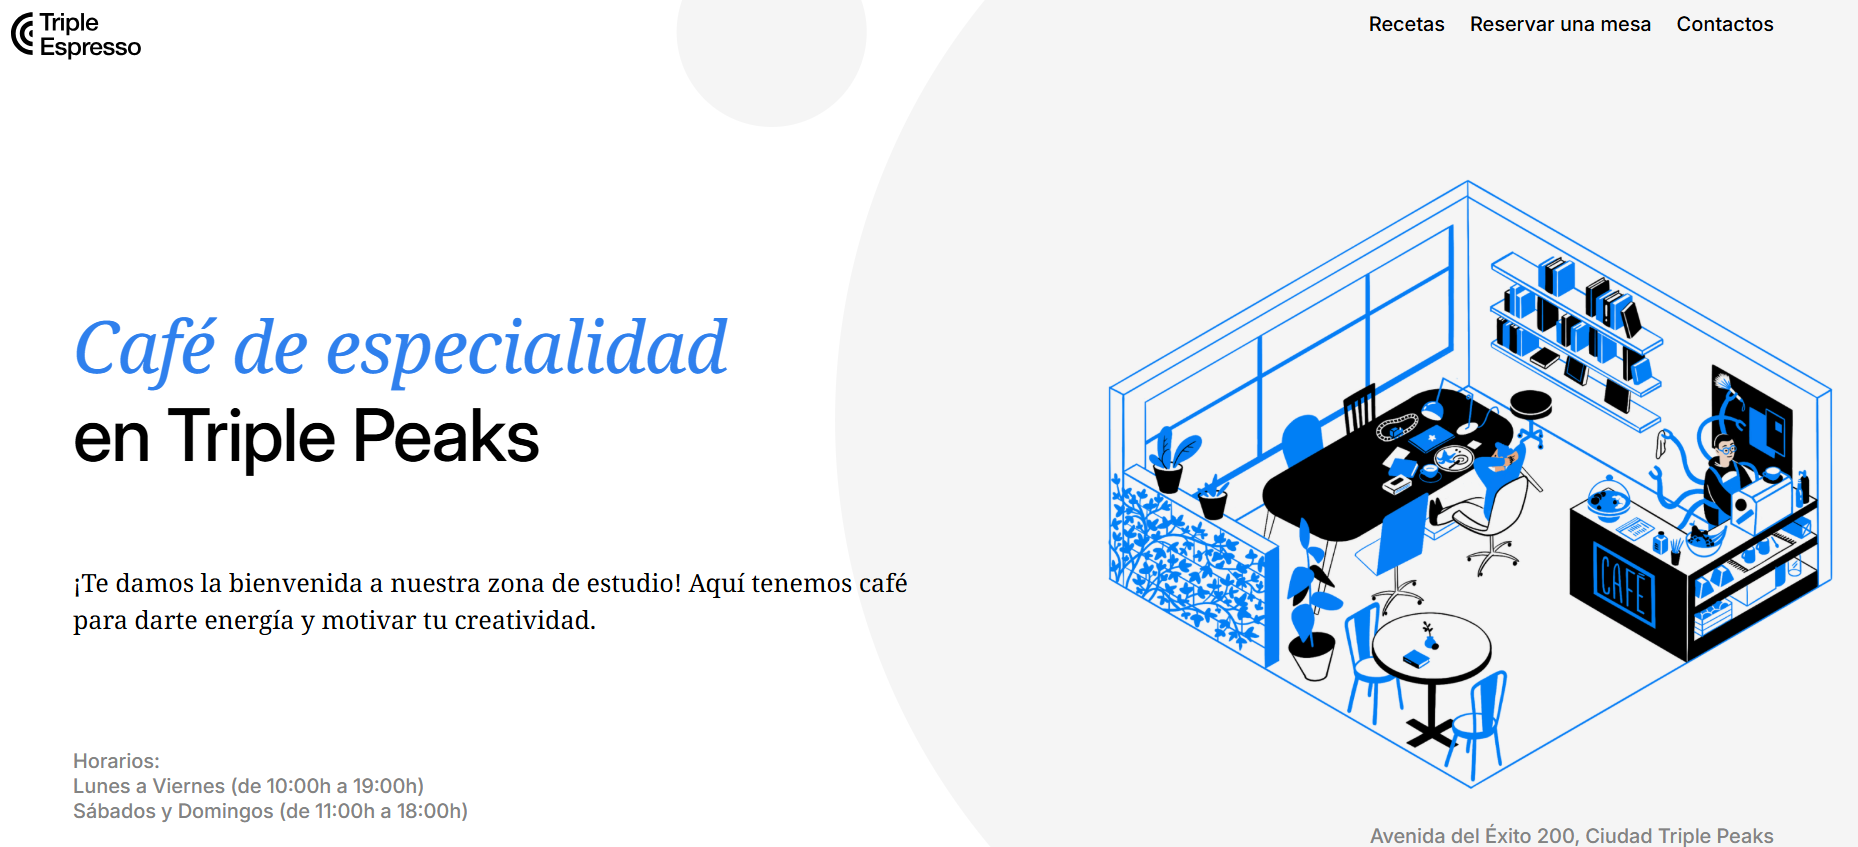 Triple
Espresso
Recetas
Reservar una mesa
Contactos
Café de especialidad
en Triple Peaks
¡Te damos la bienvenida a nuestra zona de estudio! Aquí tenemos café
para darte energía y motivar tu creatividad.
CAFÉ
Horarios:
Lunes a Viernes (de 10:00h a 19:00h)
Sábados y Domingos (de 11:00h a 18:00h)
Avenida del Éxito 200, Ciudad Triple Peaks